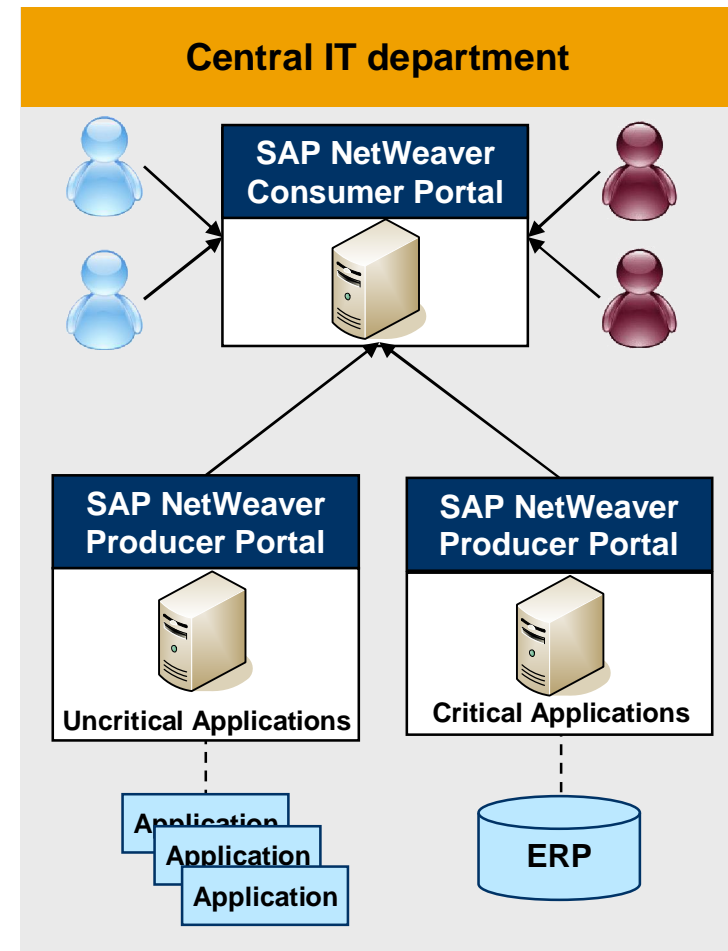 Central IT department
SAP NetWeaver
Consumer Portal
SAP NetWeaver
Producer Portal
Uncritical Applications
SAP NetWeaver
Producer Portal
Critical Applications
Application
Application
Application
ERP